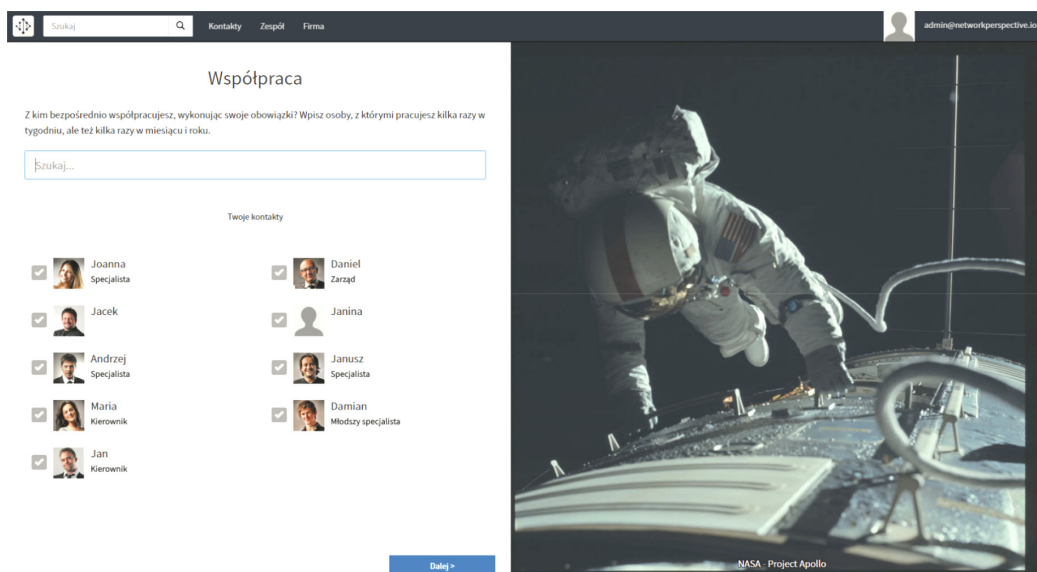 Szukaj
Kontakty
Zespół
Firma
admin@networkperspective.io
Współpraca
Z kim bezpośrednio współpracujesz, wykonując swoje obowiązki? Wpisz osoby, z którymi pracujesz kilka razy w
tygodniu, ale też kilka razy w miesiącu i roku.
Szukaj...
Twoje kontakty
Joanna
Specjalista
Daniel
Zarząd
Jacek
Janina
Andrzej
Specjalista
Janusz
Specjalista
Maria
Kierownik
Damian
Młodszy specjalista
Jan
Kierownik
Dalej >
NASA - Project Apollo